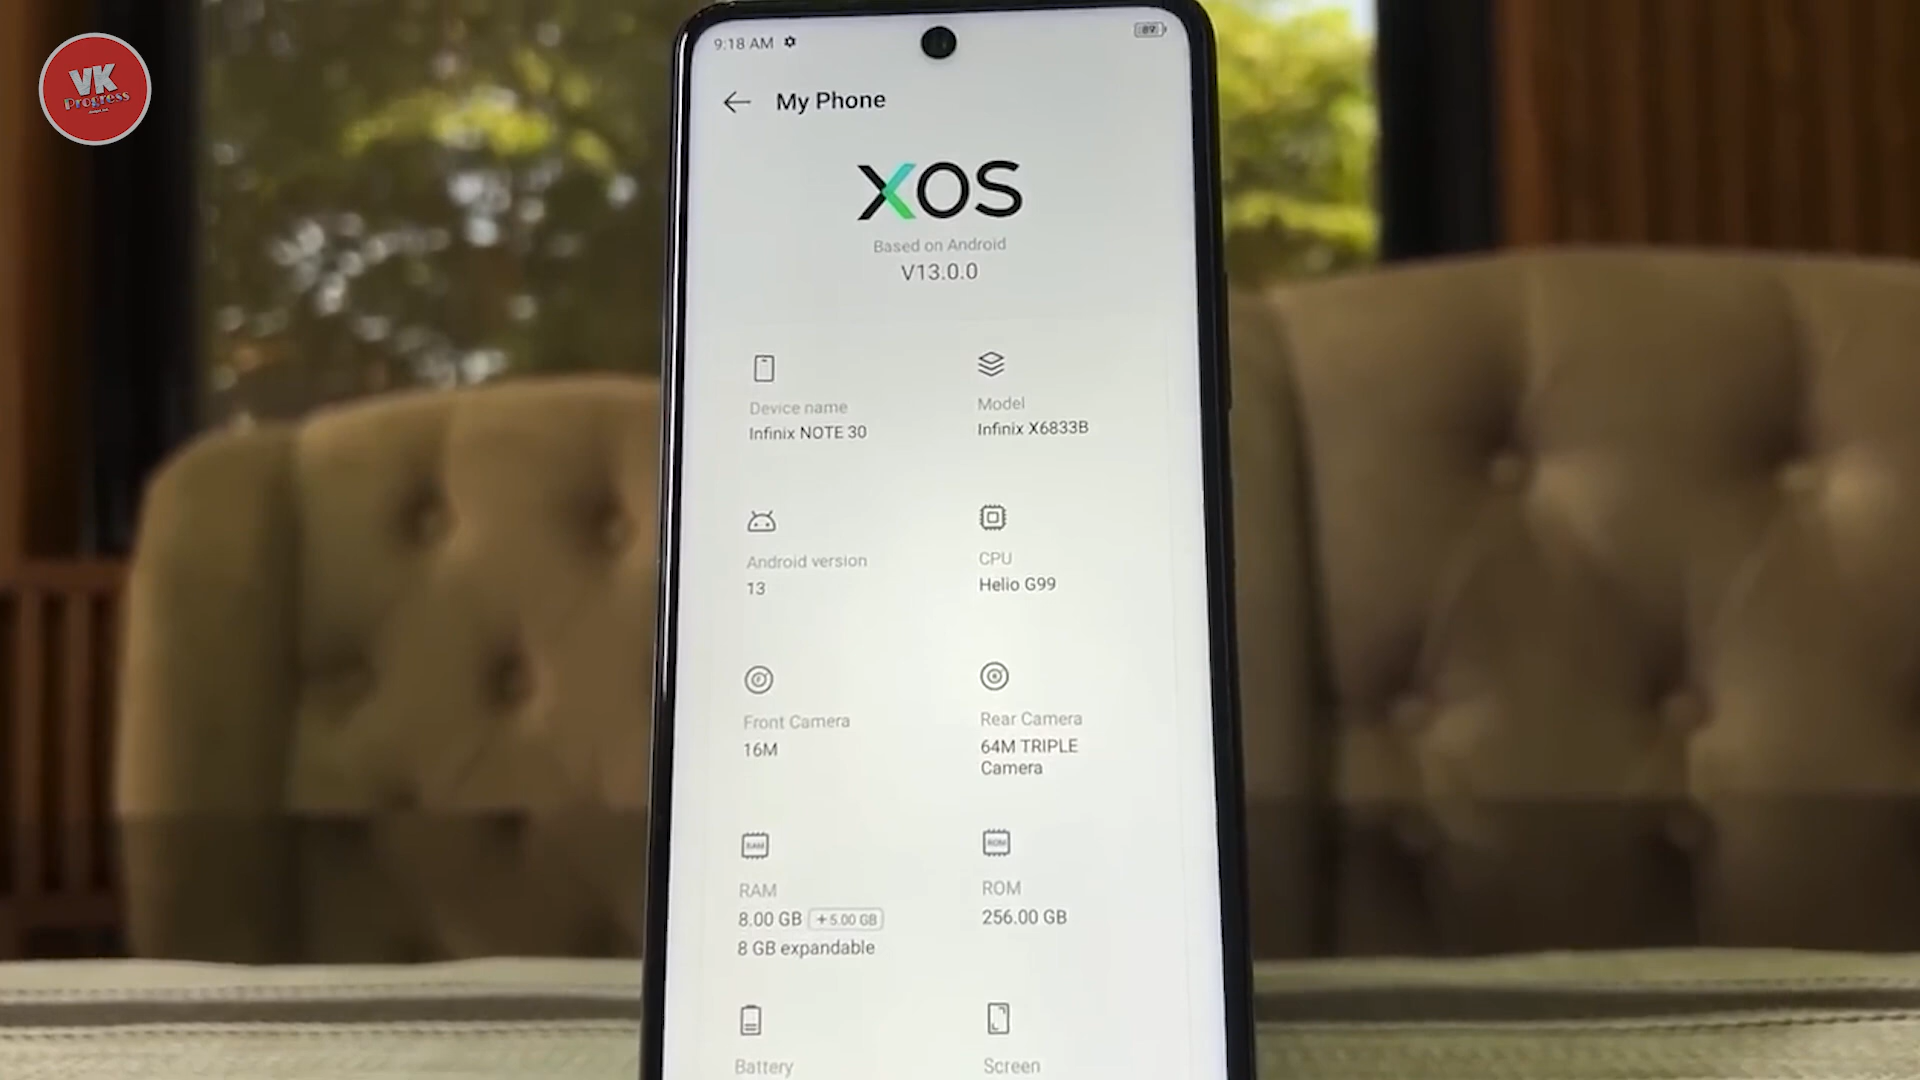 VK
Progress
9:18 AM
89
My Phone
XOS
Based on Android
V13.0.0
Device name
Infinix NOTE 30
Model
Infinix X6833B
Android version
13
CPU
Helio G99
Front Camera
16M
Rear Camera
64M TRIPLE
Camera
RAM
RAM
8.00 GB +5.00 GB
8 GB expandable
ROM
ROM
256.00 GB
Battery
Screen